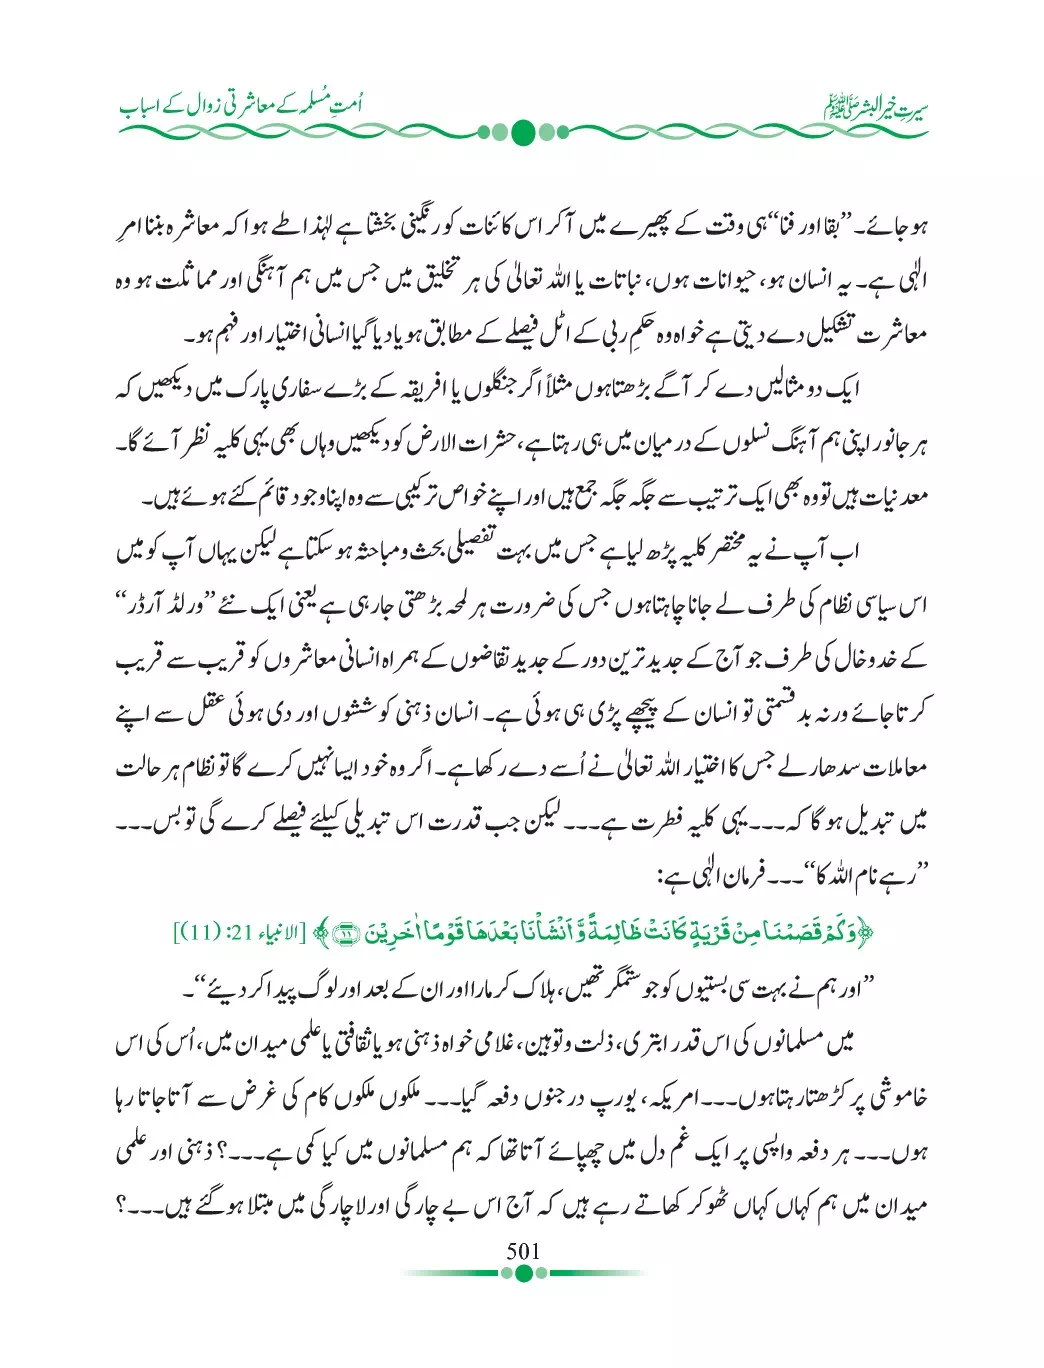 سیرتِ خیر البشر ﷺ
اُمتِ مُسلمہ کے معاشرتی زوال کے اسباب
ہو جائے۔ ’’بقا اور فنا‘‘ ہی وقت کے پھیرے میں آ کر اس کائنات کو رنگینی بخشتا ہے لہٰذا طے ہوا کہ معاشرہ بننا امرِ
الٰہی ہے۔ یہ انسان ہو، حیوانات ہوں، نباتات یا اللہ تعالیٰ کی ہر تخلیق میں جس میں ہم آہنگی اور مماثلت ہو وہ
معاشرت تشکیل دے دیتی ہے خواہ وہ حکمِ ربی کے اٹل فیصلے کے مطابق ہو یا دیا گیا انسانی اختیار اور فہم ہو۔
ایک دو مثالیں دے کر آگے بڑھتا ہوں مثلاً اگر جنگلوں یا افریقہ کے بڑے سفاری پارک میں دیکھیں کہ
ہر جانور اپنی ہم آہنگ نسلوں کے درمیان میں ہی رہتا ہے، حشرات الارض کو دیکھیں وہاں بھی یہی کلیہ نظر آئے گا۔
معدنیات ہیں تو وہ بھی ایک ترتیب سے جگہ جگہ جمع ہیں اور اپنے خواص ترکیبی سے وہ اپنا وجود قائم کئے ہوئے ہیں۔
اب آپ نے یہ مختصر کلیہ پڑھ لیا ہے جس میں بہت تفصیلی بحث و مباحثہ ہو سکتا ہے لیکن یہاں آپ کو میں
اس سیاسی نظام کی طرف لے جانا چاہتا ہوں جس کی ضرورت ہر لمحہ بڑھتی جا رہی ہے یعنی ایک نئے ’’ورلڈ آرڈر‘‘
کے خدوخال کی طرف جو آج کے جدید ترین دور کے جدید تقاضوں کے ہمراہ انسانی معاشروں کو قریب سے قریب
کرتا جائے ورنہ بدقسمتی تو انسان کے پیچھے پڑی ہی ہوئی ہے۔ انسان ذہنی کوششوں اور دی ہوئی عقل سے اپنے
معاملات سدھار لے جس کا اختیار اللہ تعالیٰ نے اُسے دے رکھا ہے۔ اگر وہ خود ایسا نہیں کرے گا تو نظام ہر حالت
میں تبدیل ہو گا کہ۔۔۔ یہی کلیہ فطرت ہے۔۔۔ لیکن جب قدرت اس تبدیلی کیلئے فیصلے کرے گی تو بس۔۔۔
’’رہے نام اللہ کا‘‘۔۔۔ فرمان الٰہی ہے:
﴿وَكَمْ قَصَمْنَا مِنْ قَرْيَةٍ كَانَتْ ظَالِمَةً وَّاَنْشَاْنَا بَعْدَهَا قَوْمًا اٰخَرِيْنَ ۝۱۱﴾ [الانبیاء 21: (11)]
’’اور ہم نے بہت سی بستیوں کو جو ستمگر تھیں، ہلاک کر مارا اور ان کے بعد اور لوگ پیدا کر دیئے‘‘۔
میں مسلمانوں کی اس قدر ابتری، ذلت و توہین، غلامی خواہ ذہنی ہو یا ثقافتی یا علمی میدان میں، اُس کی اس
خاموشی پر کڑھتا رہتا ہوں۔۔۔ امریکہ، یورپ درجنوں دفعہ گیا۔۔۔ ملکوں ملکوں کام کی غرض سے آتا جاتا رہا
ہوں۔۔۔ ہر دفعہ واپسی پر ایک غم دل میں چھپائے آتا تھا کہ ہم مسلمانوں میں کیا کمی ہے۔۔۔؟ ذہنی اور علمی
میدان میں ہم کہاں کہاں ٹھوکر کھاتے رہے ہیں کہ آج اس بے چارگی اور لاچارگی میں مبتلا ہو گئے ہیں۔۔۔؟
501